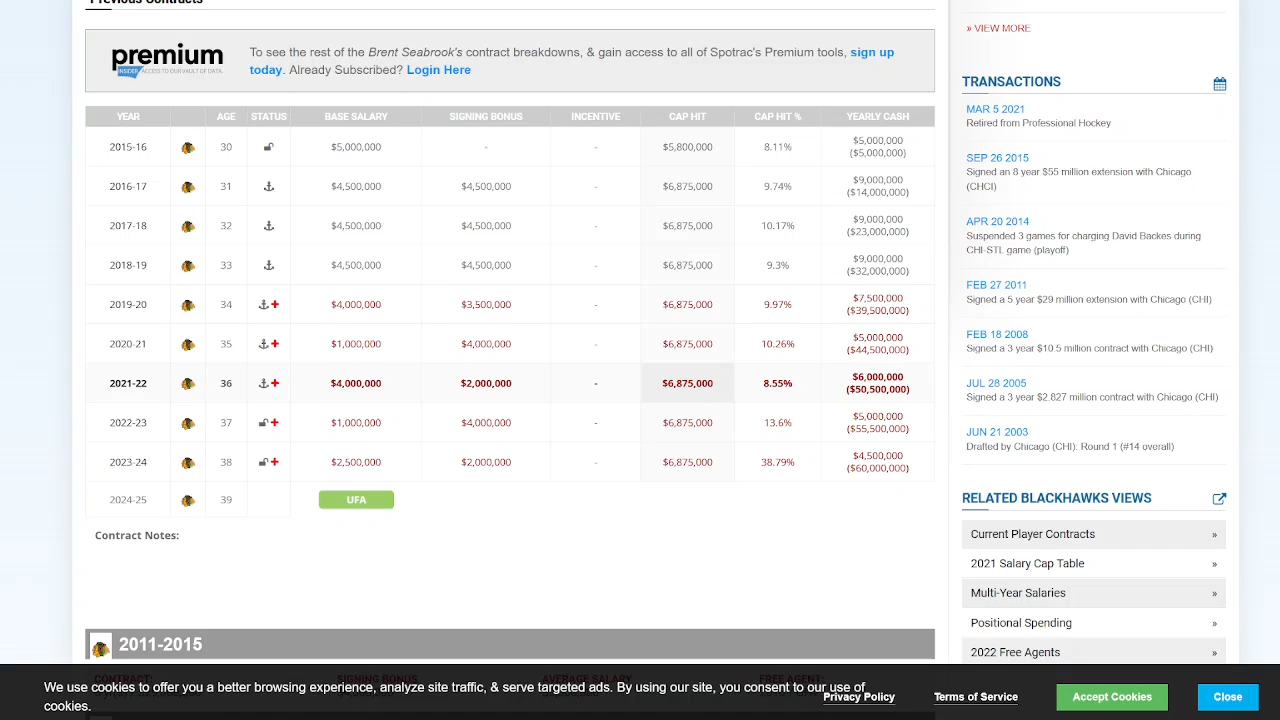 Previous Contracts
premium
INSIDER ACCESS TO OUR VAULT OF DATA.
To see the rest of the Brent Seabrook's contract breakdowns, & gain access to all of Spotrac's Premium tools, sign up
today. Already Subscribed? Login Here
YEAR AGE STATUS BASE SALARY SIGNING BONUS INCENTIVE CAP HIT CAP HIT % YEARLY CASH
2015-16 30 $5,000,000 - - $5,800,000 8.11% $5,000,000
($5,000,000)
2016-17 31 $4,500,000 $4,500,000 - $6,875,000 9.74% $9,000,000
($14,000,000)
2017-18 32 $4,500,000 $4,500,000 - $6,875,000 10.17% $9,000,000
($23,000,000)
2018-19 33 $4,500,000 $4,500,000 - $6,875,000 9.3% $9,000,000
($32,000,000)
2019-20 34 $4,000,000 $3,500,000 - $6,875,000 9.97% $7,500,000
($39,500,000)
2020-21 35 $1,000,000 $4,000,000 - $6,875,000 10.26% $5,000,000
($44,500,000)
2021-22 36 $4,000,000 $2,000,000 - $6,875,000 8.55% $6,000,000
($50,500,000)
2022-23 37 $1,000,000 $4,000,000 - $6,875,000 13.6% $5,000,000
($55,500,000)
2023-24 38 $2,500,000 $2,000,000 - $6,875,000 38.79% $4,500,000
($60,000,000)
2024-25 39 UFA
Contract Notes:
2011-2015
CONTRACT: SIGNING BONUS AVERAGE SALARY FREE AGENT:
» VIEW MORE
TRANSACTIONS
MAR 5 2021
Retired from Professional Hockey
SEP 26 2015
Signed an 8 year $55 million extension with Chicago
(CHCI)
APR 20 2014
Suspended 3 games for charging David Backes during
CHI-STL game (playoff)
FEB 27 2011
Signed a 5 year $29 million extension with Chicago (CHI)
FEB 18 2008
Signed a 3 year $10.5 million contract with Chicago (CHI)
JUL 28 2005
Signed a 3 year $2.827 million contract with Chicago (CHI)
JUN 21 2003
Drafted by Chicago (CHI): Round 1 (#14 overall)
RELATED BLACKHAWKS VIEWS
Current Player Contracts »
2021 Salary Cap Table »
Multi-Year Salaries »
Positional Spending »
2022 Free Agents »
We use cookies to offer you a better browsing experience, analyze site traffic, & serve targeted ads. By using our site, you consent to our use of
cookies.
Privacy Policy Terms of Service Accept Cookies Close